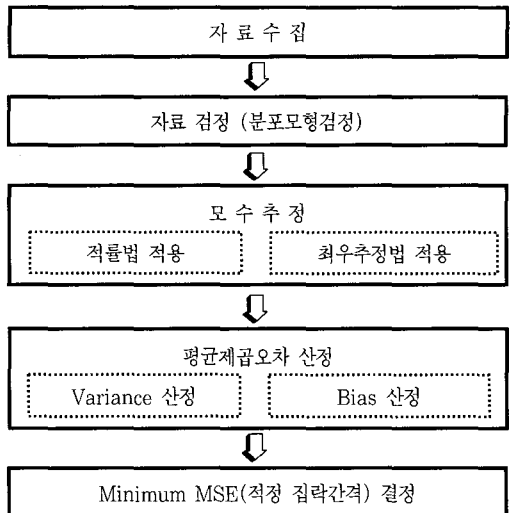 자 료 수 집
자료 검정 (분포모형검정)
모 수 추 정
적률법 적용 최우추정법 적용
평균제곱오차 산정
Variance 산정 Bias 산정
Minimum MSE(적정 집락간격) 결정